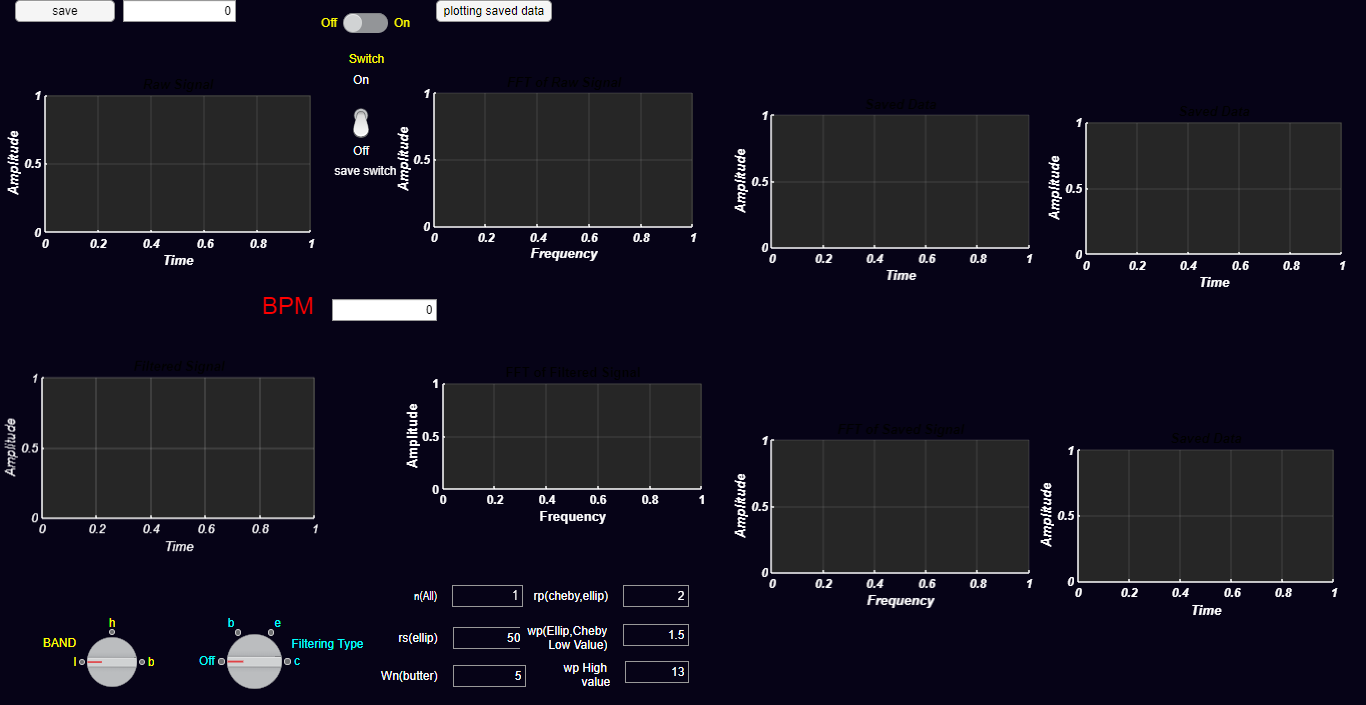 save
0
Off
On
plotting saved data
Switch
On
Off
save switch
Raw Signal
Amplitude
1
0.5
0
0 0.2 0.4 0.6 0.8 1
Time
FFT of Raw Signal
Amplitude
1
0.5
0
0 0.2 0.4 0.6 0.8 1
Frequency
Saved Data
Amplitude
1
0.5
0
0 0.2 0.4 0.6 0.8 1
Time
Saved Data
Amplitude
1
0.5
0
0 0.2 0.4 0.6 0.8 1
Time
BPM
0
Filtered Signal
Amplitude
1
0.5
0
0 0.2 0.4 0.6 0.8 1
Time
FFT of Filtered Signal
Amplitude
1
0.5
0
0 0.2 0.4 0.6 0.8 1
Frequency
FFT of Saved Signal
Amplitude
1
0.5
0
0 0.2 0.4 0.6 0.8 1
Frequency
Saved Data
Amplitude
1
0.5
0
0 0.2 0.4 0.6 0.8 1
Time
BAND
h
l
b
b
e
Filtering Type
Off
c
n(All)
1
rp(cheby,ellip)
2
rs(ellip)
50
wp(Ellip,Cheby
Low Value)
1.5
Wn(butter)
5
wp High
value
13